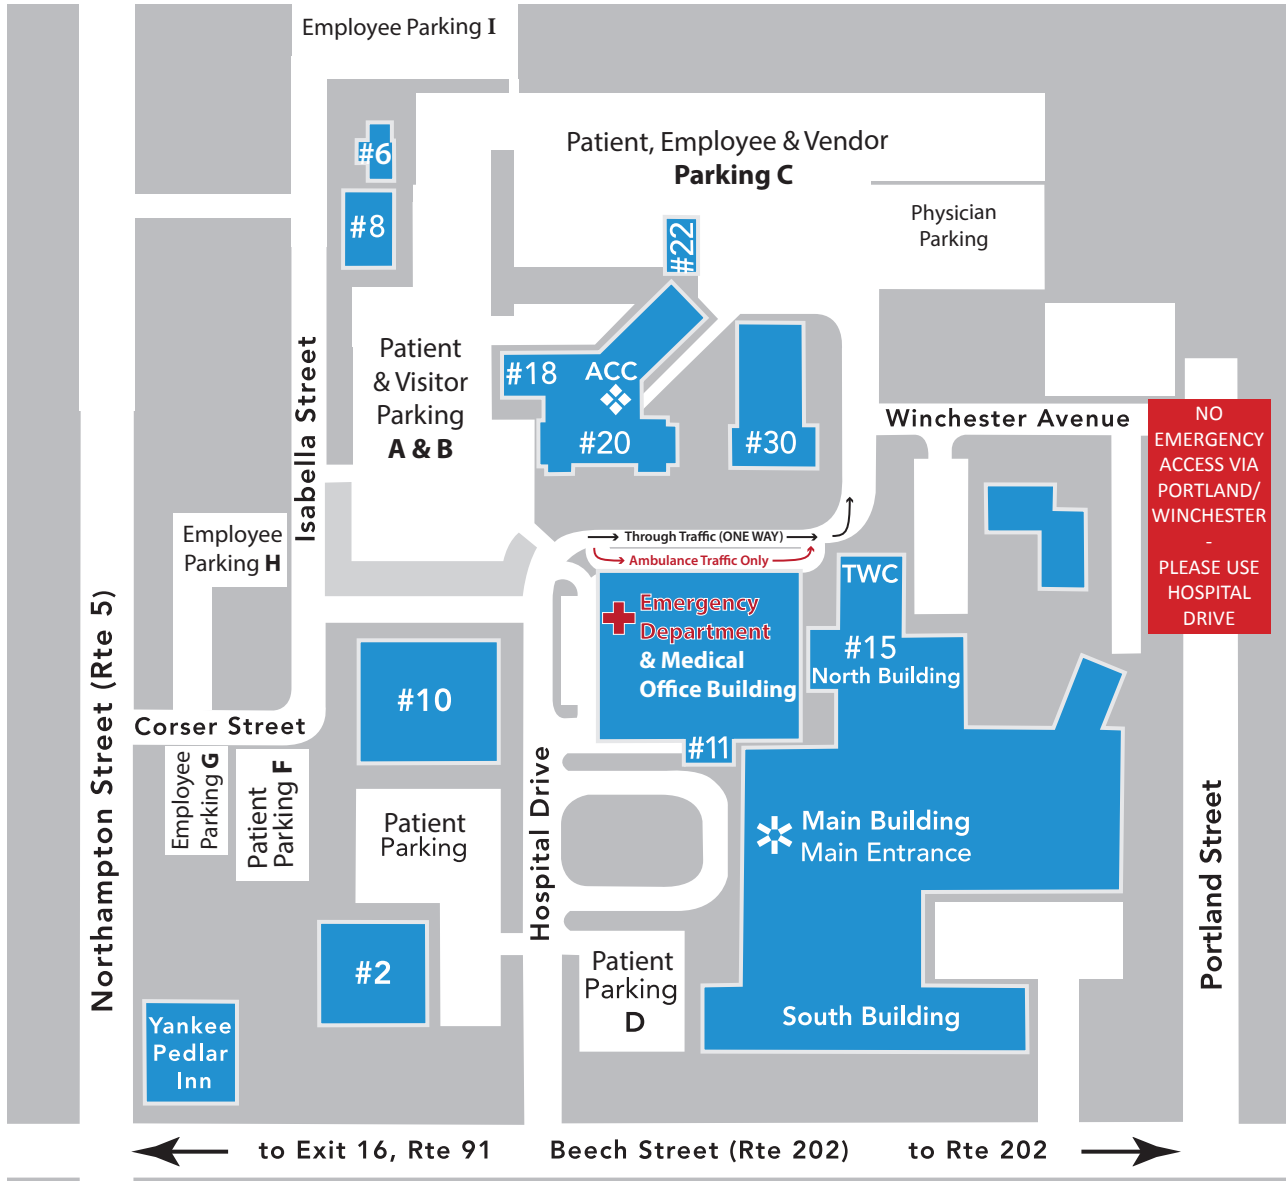 Employee Parking I
Patient, Employee & Vendor
Parking C
#6
#8
#22
Physician
Parking
Isabella Street
Patient
& Visitor
Parking
A & B
#18
ACC
#20
#30
Winchester Avenue
NO
EMERGENCY
ACCESS VIA
PORTLAND/
WINCHESTER
-
PLEASE USE
HOSPITAL
DRIVE
Employee
Parking H
Through Traffic (ONE WAY)
Ambulance Traffic Only
TWC
Emergency
Department
& Medical
Office Building
#15
North Building
#11
#10
Corser Street
Northampton Street (Rte 5)
Employee
Parking G
Patient
Parking F
Patient
Parking
Hospital Drive
Main Building
Main Entrance
Portland Street
#2
Patient
Parking
D
South Building
Yankee
Pedlar
Inn
to Exit 16, Rte 91
Beech Street (Rte 202)
to Rte 202